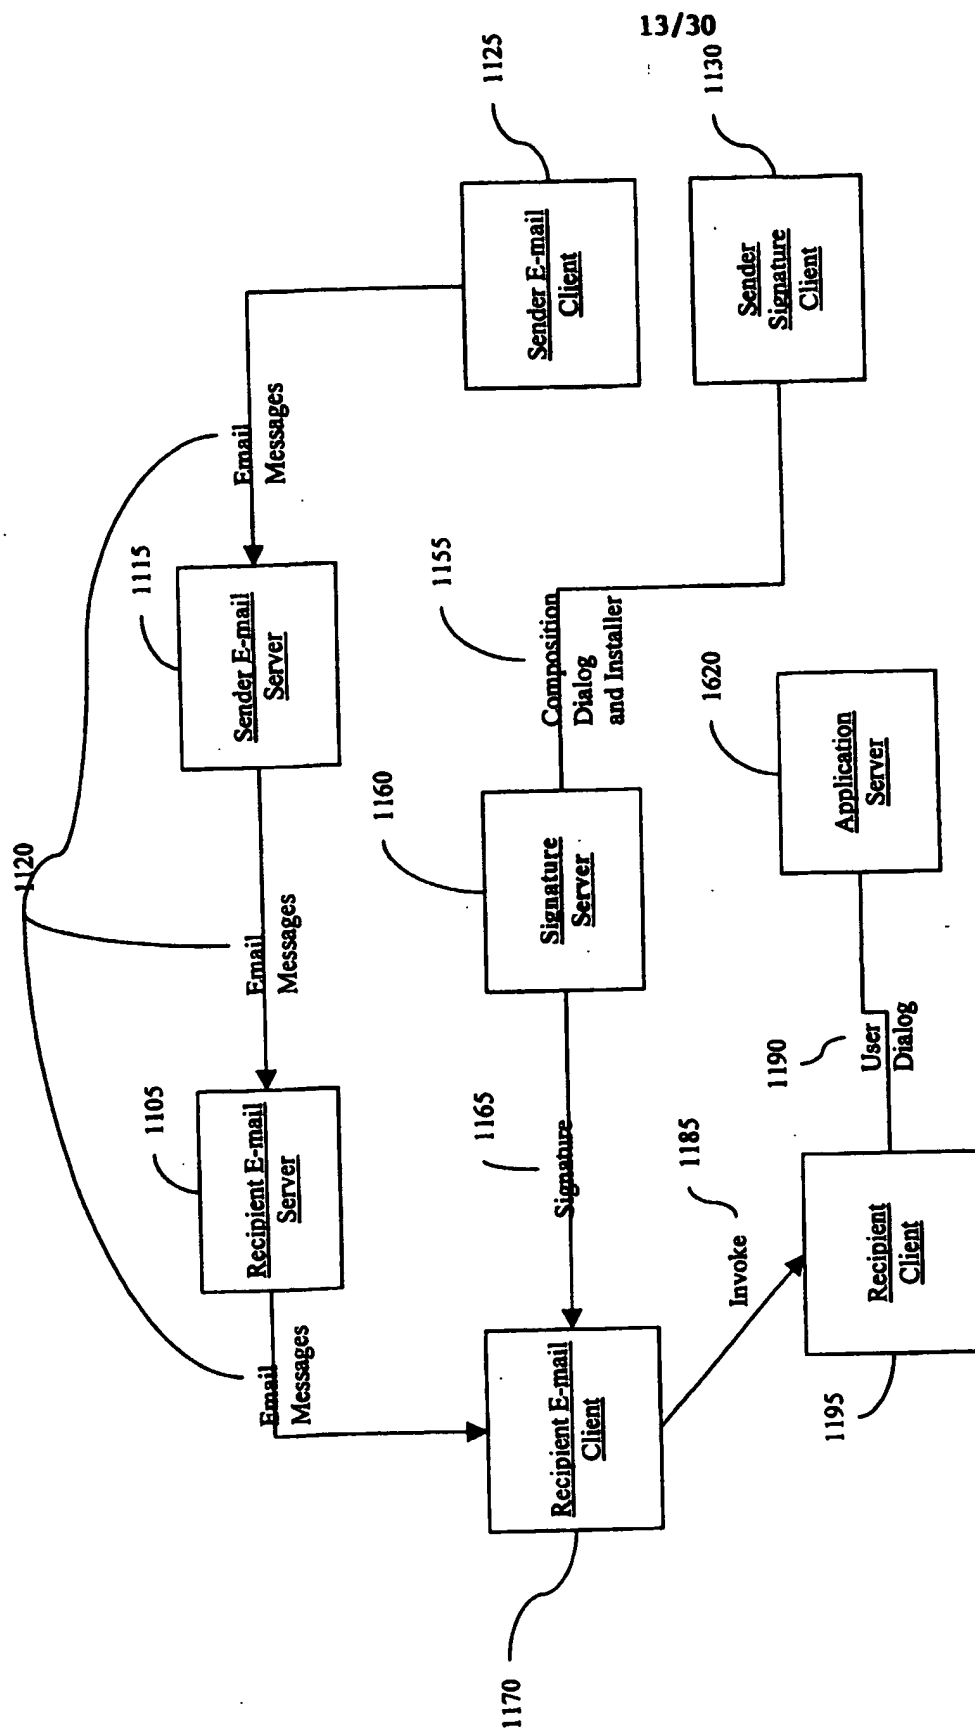 13/30
1120
Email
Messages
1105
Recipient E-mail
Server
Email
Messages
1115
Sender E-mail
Server
Email
Messages
1125
Sender E-mail
Client
1170
Recipient E-mail
Client
1165
Signature
1160
Signature
Server
1155
Composition
Dialog
and Installer
1130
Sender
Signature
Client
1185
Invoke
1195
Recipient
Client
1190
User
Dialog
1620
Application
Server